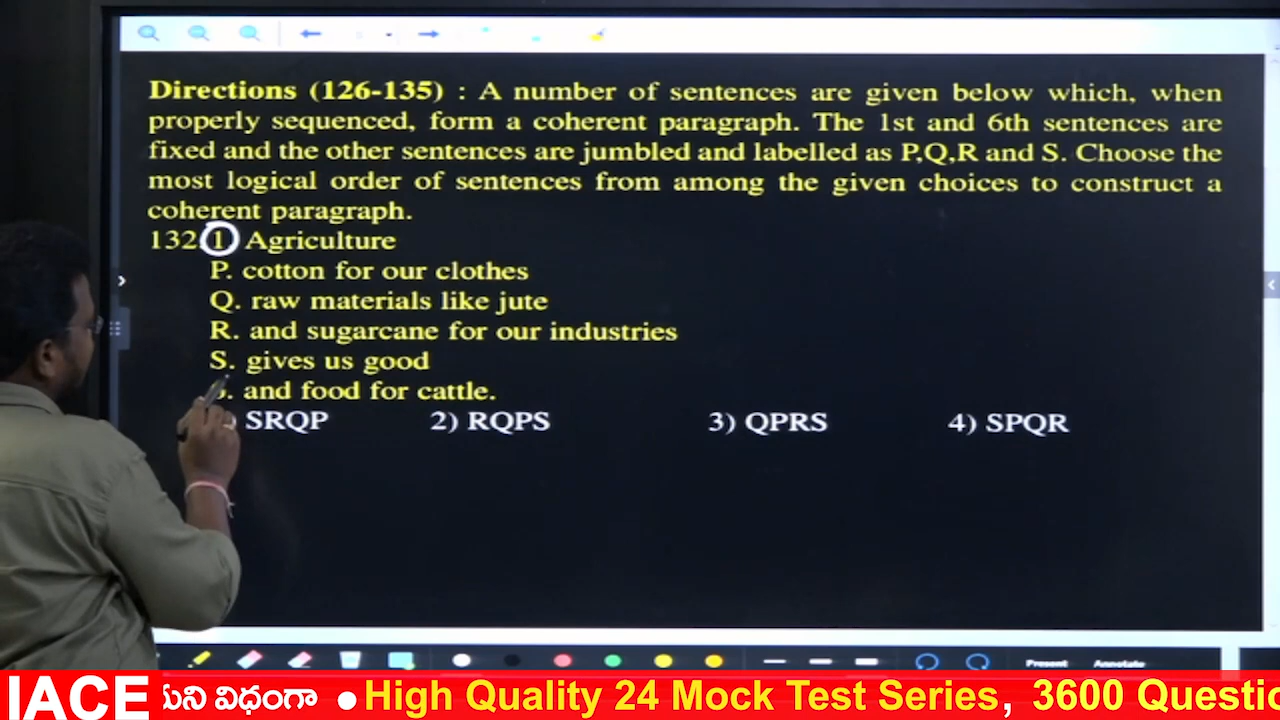 Directions (126-135) : A number of sentences are given below which, when
properly sequenced, form a coherent paragraph. The 1st and 6th sentences are
fixed and the other sentences are jumbled and labelled as P,Q,R and S. Choose the
most logical order of sentences from among the given choices to construct a
coherent paragraph.
132. 1 Agriculture
P. cotton for our clothes
Q. raw materials like jute
R. and sugarcane for our industries
S. gives us good
and food for cattle.
SRQP 2) RQPS 3) QPRS 4) SPQR
Present Annotate
IACE విధంగా • High Quality 24 Mock Test Series, 3600